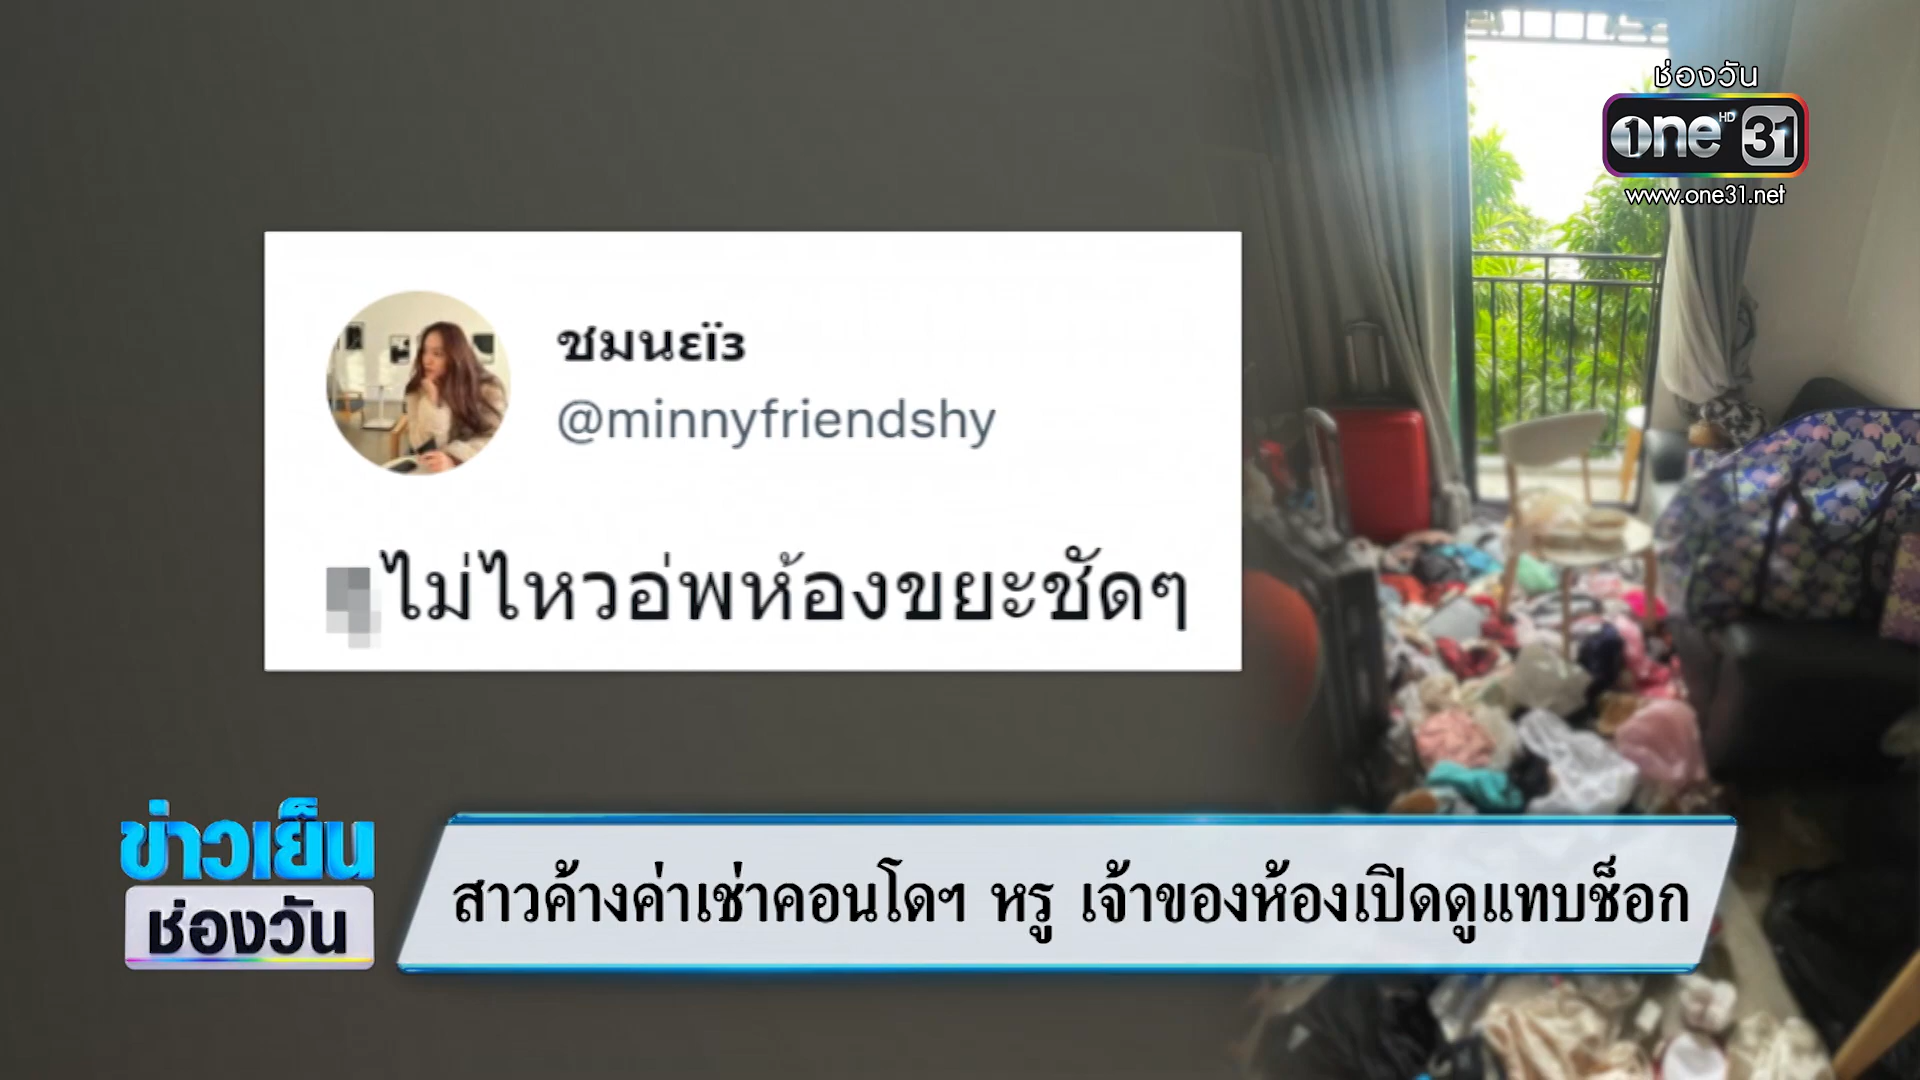 ช่องวัน
one HD 31
www.one31.net
ชมนεϊз
@minnyfriendshy
ไม่ไหวอ่พห้องขยะชัดๆ
ข่าวเย็น
ช่องวัน
สาวค้างค่าเช่าคอนโดฯ หรู เจ้าของห้องเปิดดูแทบช็อก